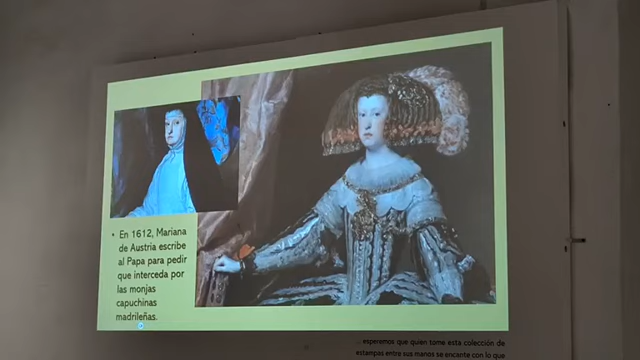 • En 1612, Mariana
de Austria escribe
al Papa para pedir
que interceda por
las monjas
capuchinas
madrileñas.
... esperemos que quien tome esta colección de
estampas entre sus manos se encante con lo que